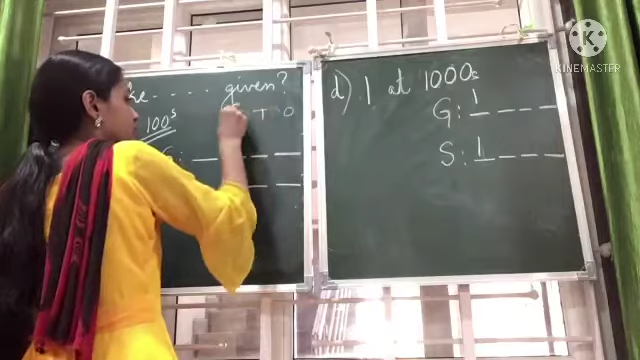 . . . . . given?
100s
T O
G: _ _ _
d) 1 at 1000s
G: 1 _ _ _
S: 1 _ _ _
KINEMASTER